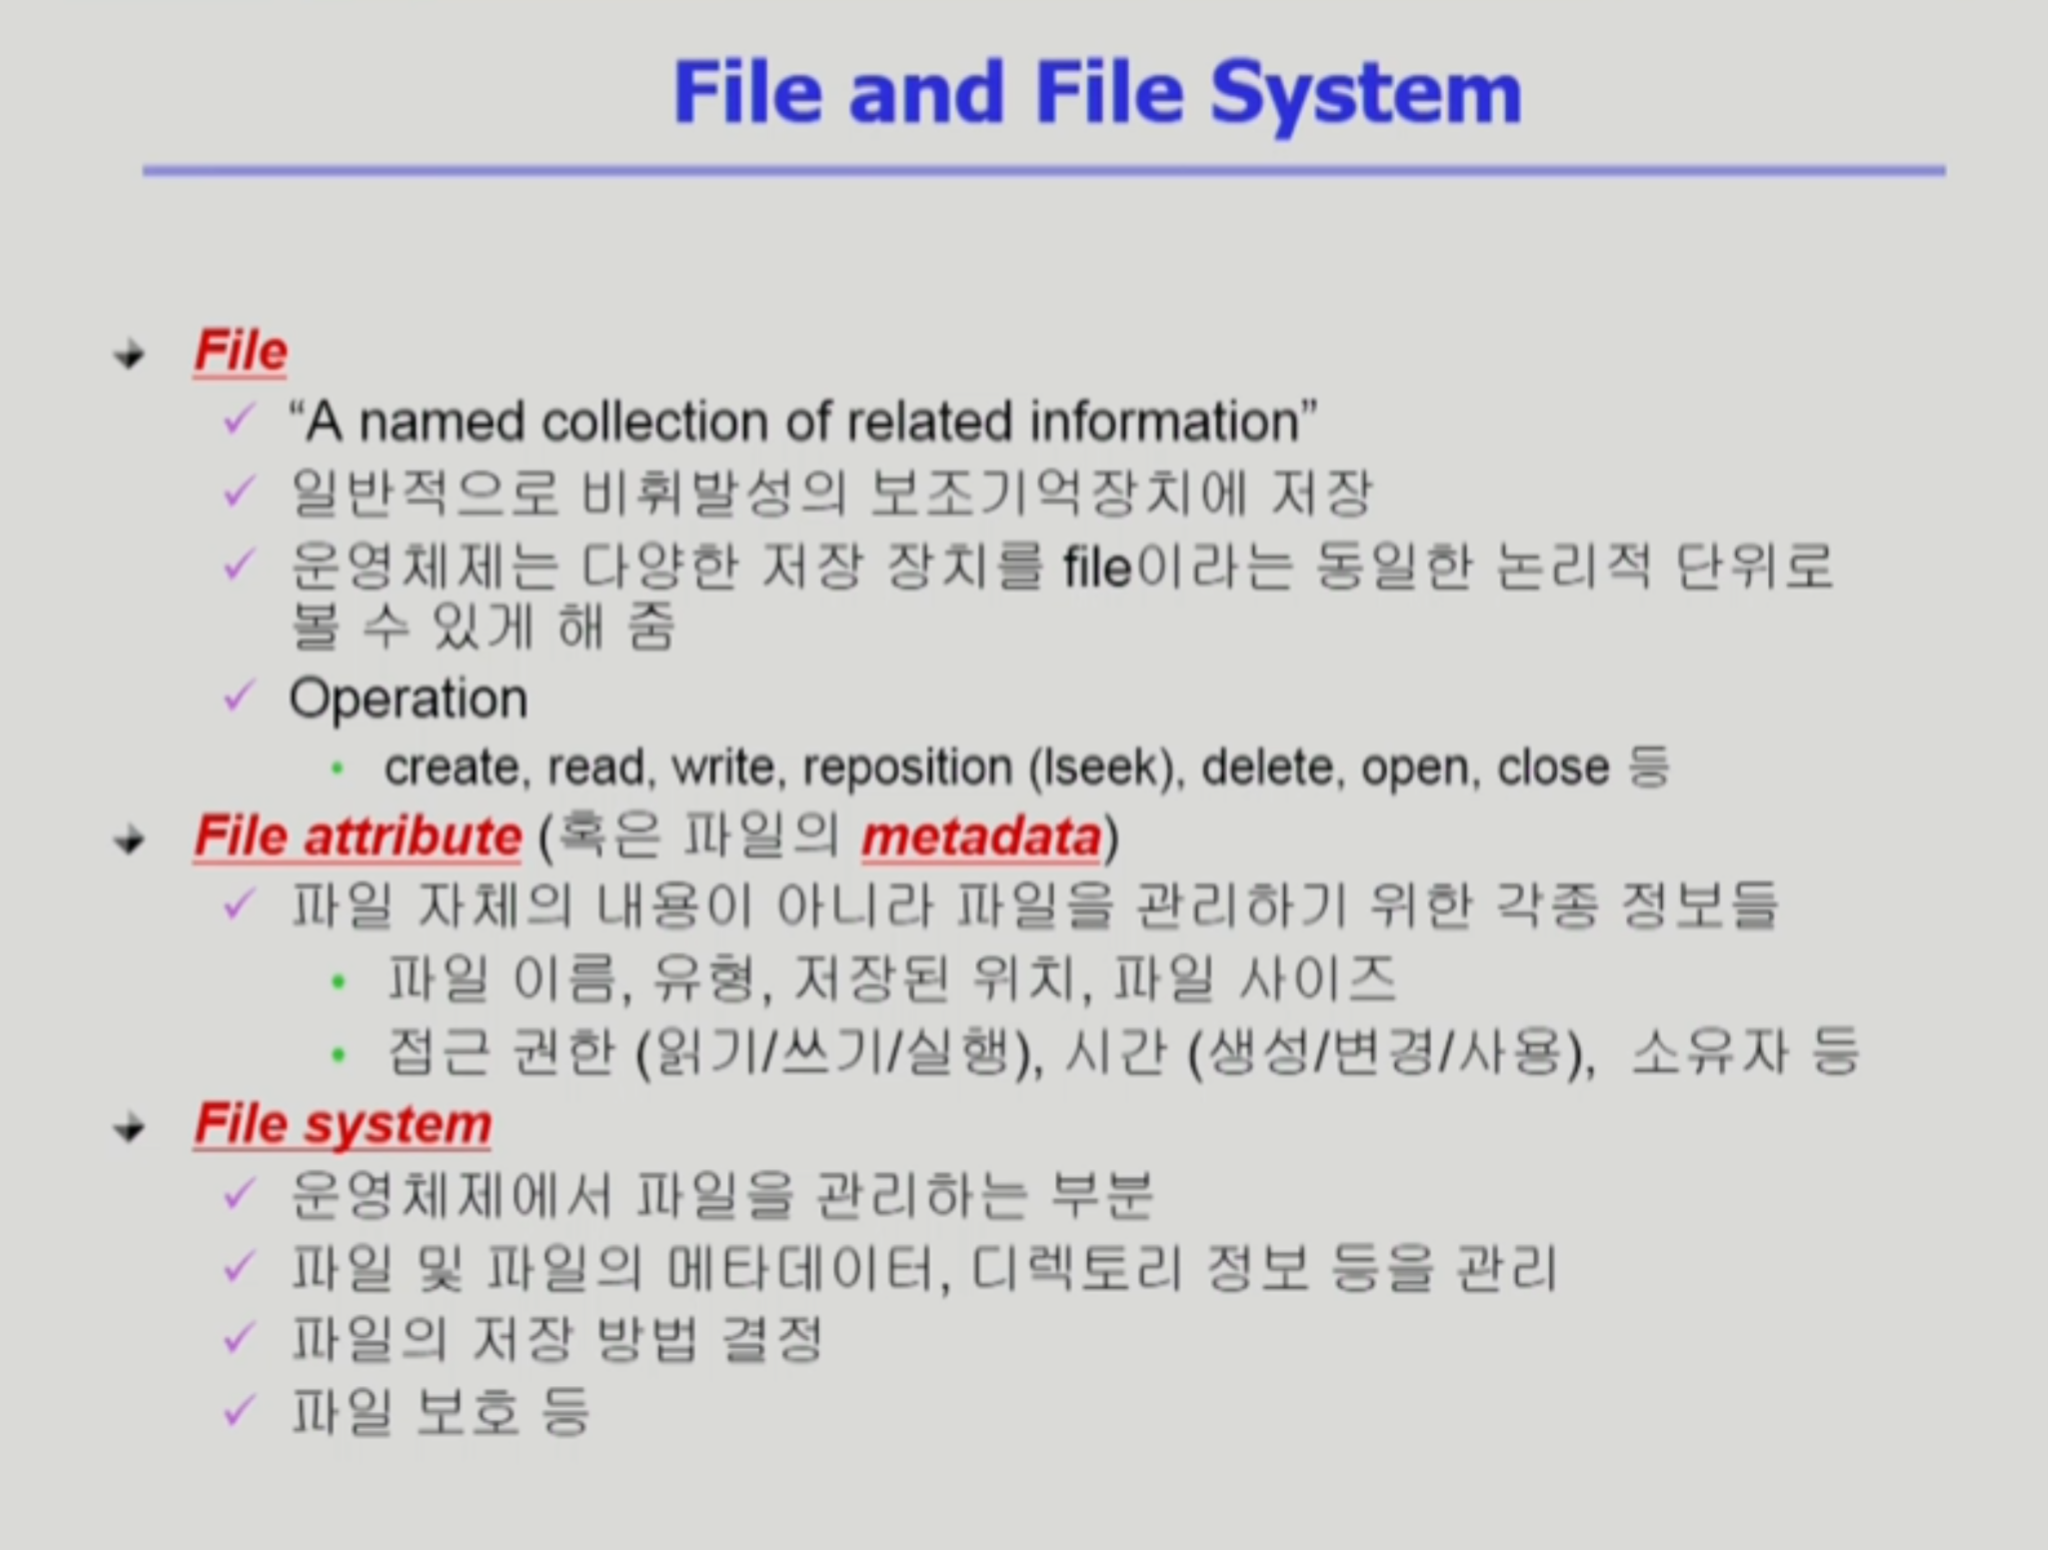 File and File System
File
“A named collection of related information”
일반적으로 비휘발성의 보조기억장치에 저장
운영체제는 다양한 저장 장치를 file이라는 동일한 논리적 단위로
볼 수 있게 해 줌
Operation
create, read, write, reposition (lseek), delete, open, close 등
File attribute (혹은 파일의 metadata)
파일 자체의 내용이 아니라 파일을 관리하기 위한 각종 정보들
파일 이름, 유형, 저장된 위치, 파일 사이즈
접근 권한 (읽기/쓰기/실행), 시간 (생성/변경/사용), 소유자 등
File system
운영체제에서 파일을 관리하는 부분
파일 및 파일의 메타데이터, 디렉토리 정보 등을 관리
파일의 저장 방법 결정
파일 보호 등